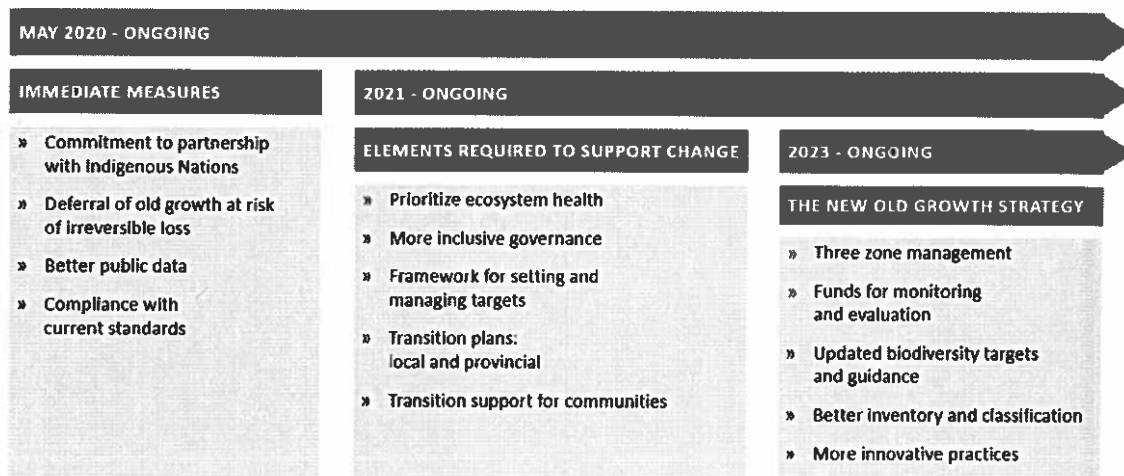 MAY 2020 - ONGOING
IMMEDIATE MEASURES
» Commitment to partnership
with Indigenous Nations
» Deferral of old growth at risk
of irreversible loss
» Better public data
» Compliance with
current standards
2021 - ONGOING
ELEMENTS REQUIRED TO SUPPORT CHANGE
» Prioritize ecosystem health
» More inclusive governance
» Framework for setting and
managing targets
» Transition plans:
local and provincial
» Transition support for communities
2023 - ONGOING
THE NEW OLD GROWTH STRATEGY
» Three zone management
» Funds for monitoring
and evaluation
» Updated biodiversity targets
and guidance
» Better inventory and classification
» More innovative practices